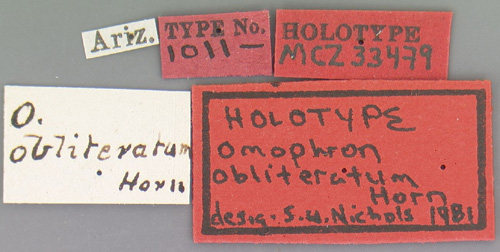 Ariz.
TYPE No.
1011-
HOLOTYPE
MCZ 33479
O.
obliteratum
Horn
HOLOTYPE
omophron
obliteratum
Horn
desig. S.W. Nichols 1981